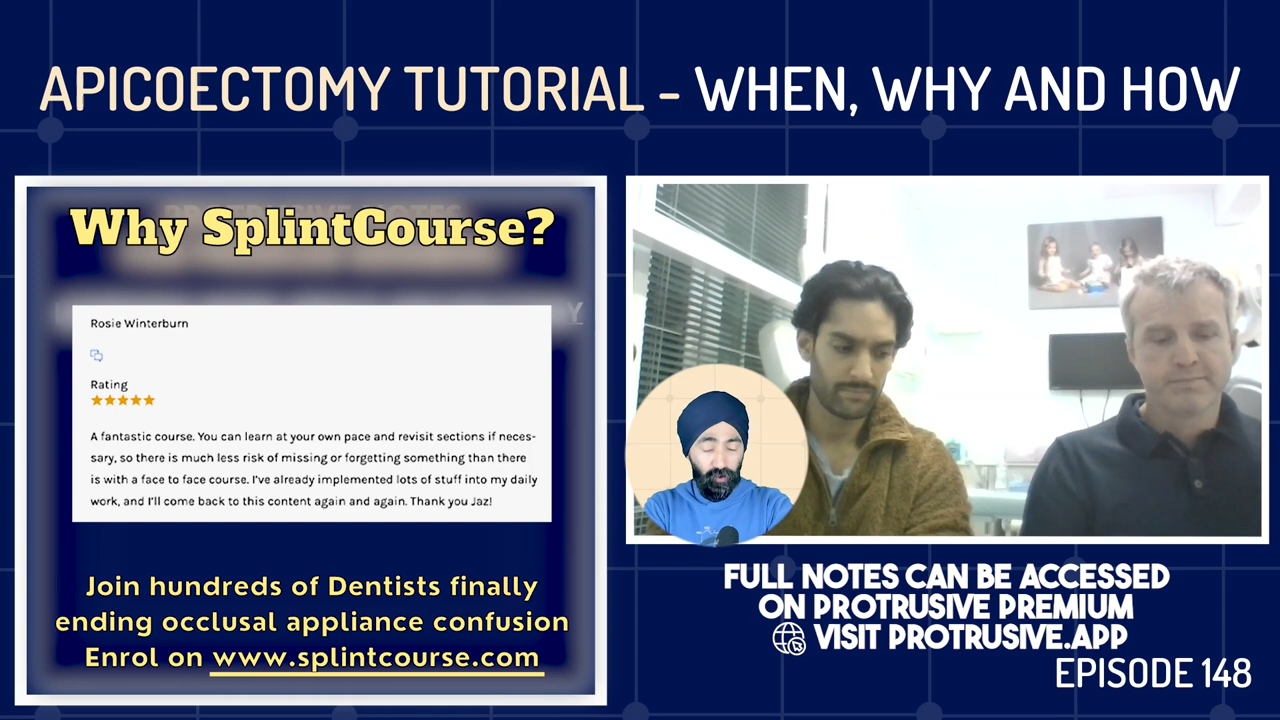 APICOECTOMY TUTORIAL - WHEN, WHY AND HOW
Why SplintCourse?
Rosie Winterburn
Rating
A fantastic course. You can learn at your own pace and revisit sections if neces-
sary, so there is much less risk of missing or forgetting something than there
is with a face to face course. I've already implemented lots of stuff into my daily
work, and I'll come back to this content again and again. Thank you Jaz!
Join hundreds of Dentists finally
ending occlusal appliance confusion
Enrol on www.splintcourse.com
FULL NOTES CAN BE ACCESSED
ON PROTRUSIVE PREMIUM
VISIT PROTRUSIVE.APP
EPISODE 148